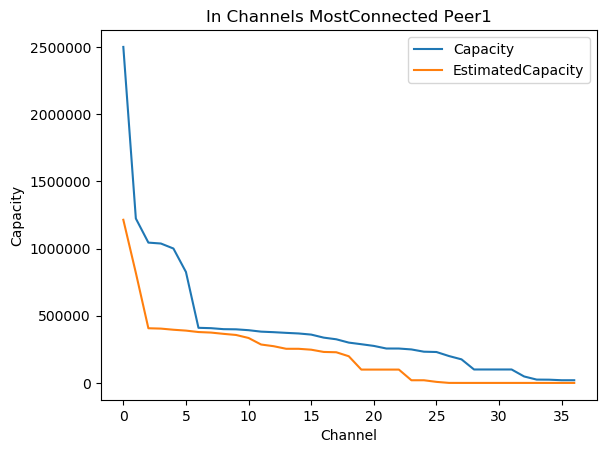 In Channels MostConnected Peer1
Capacity
EstimatedCapacity
2500000
2000000
1500000
1000000
500000
0
Capacity
0 5 10 15 20 25 30 35
Channel